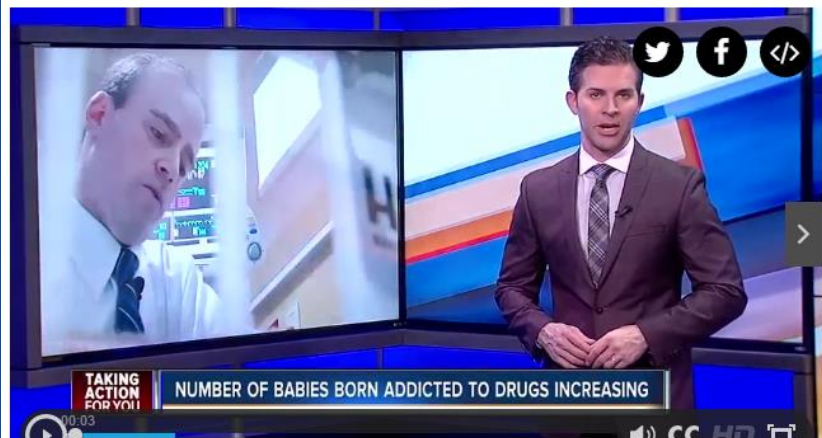 TAKING
ACTION
FOR YOU
NUMBER OF BABIES BORN ADDICTED TO DRUGS INCREASING
00:03
CC HD